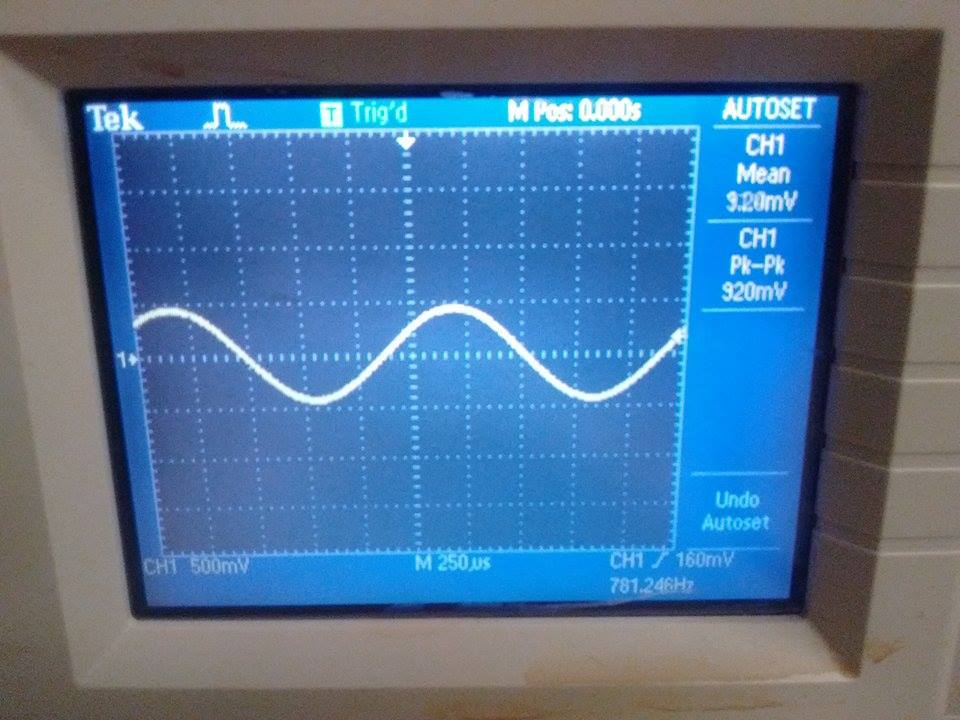 Tek T Trig'd M Pos: 0.000s AUTOSET
CH1
Mean
9.20mV
CH1
Pk-Pk
920mV
1
Undo
Autoset
CH1 500mV M 250µs CH1 160mV
781.246Hz